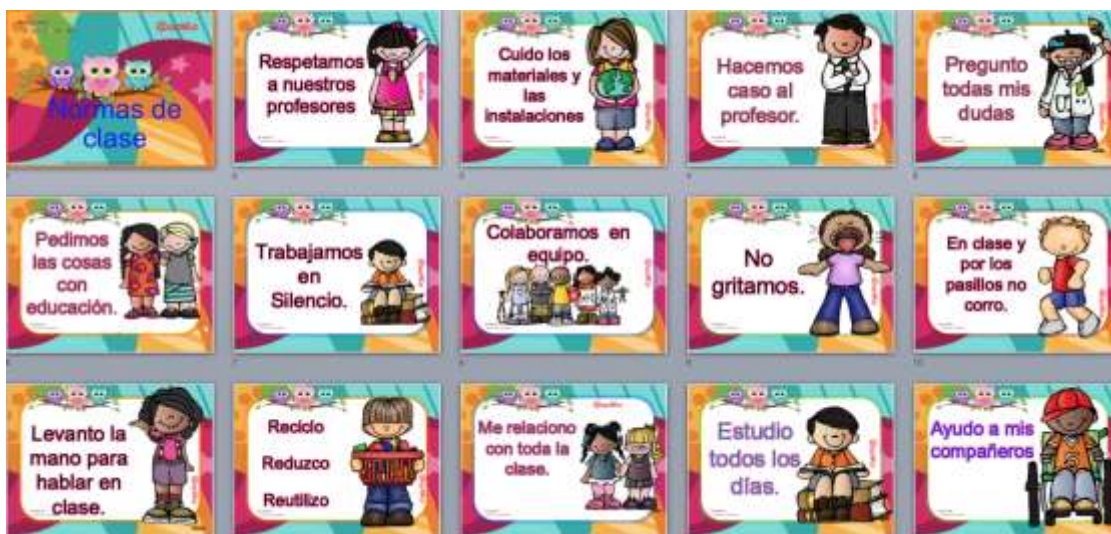 Normas de
clase
Respetamos
a nuestros
profesores
Cuido los
materiales y
las
instalaciones
Hacemos
caso al
profesor.
Pregunto
todas mis
dudas
Pedimos
las cosas
con
educación.
Trabajamos
en
Silencio.
Colaboramos en
equipo.
No
gritamos.
En clase y
por los
pasillos no
corro.
Levanto la
mano para
hablar en
clase.
Reciclo
Reduzco
Reutilizo
Me relaciono
con toda la
clase.
Estudio
todos los
días.
Ayudo a mis
compañeros